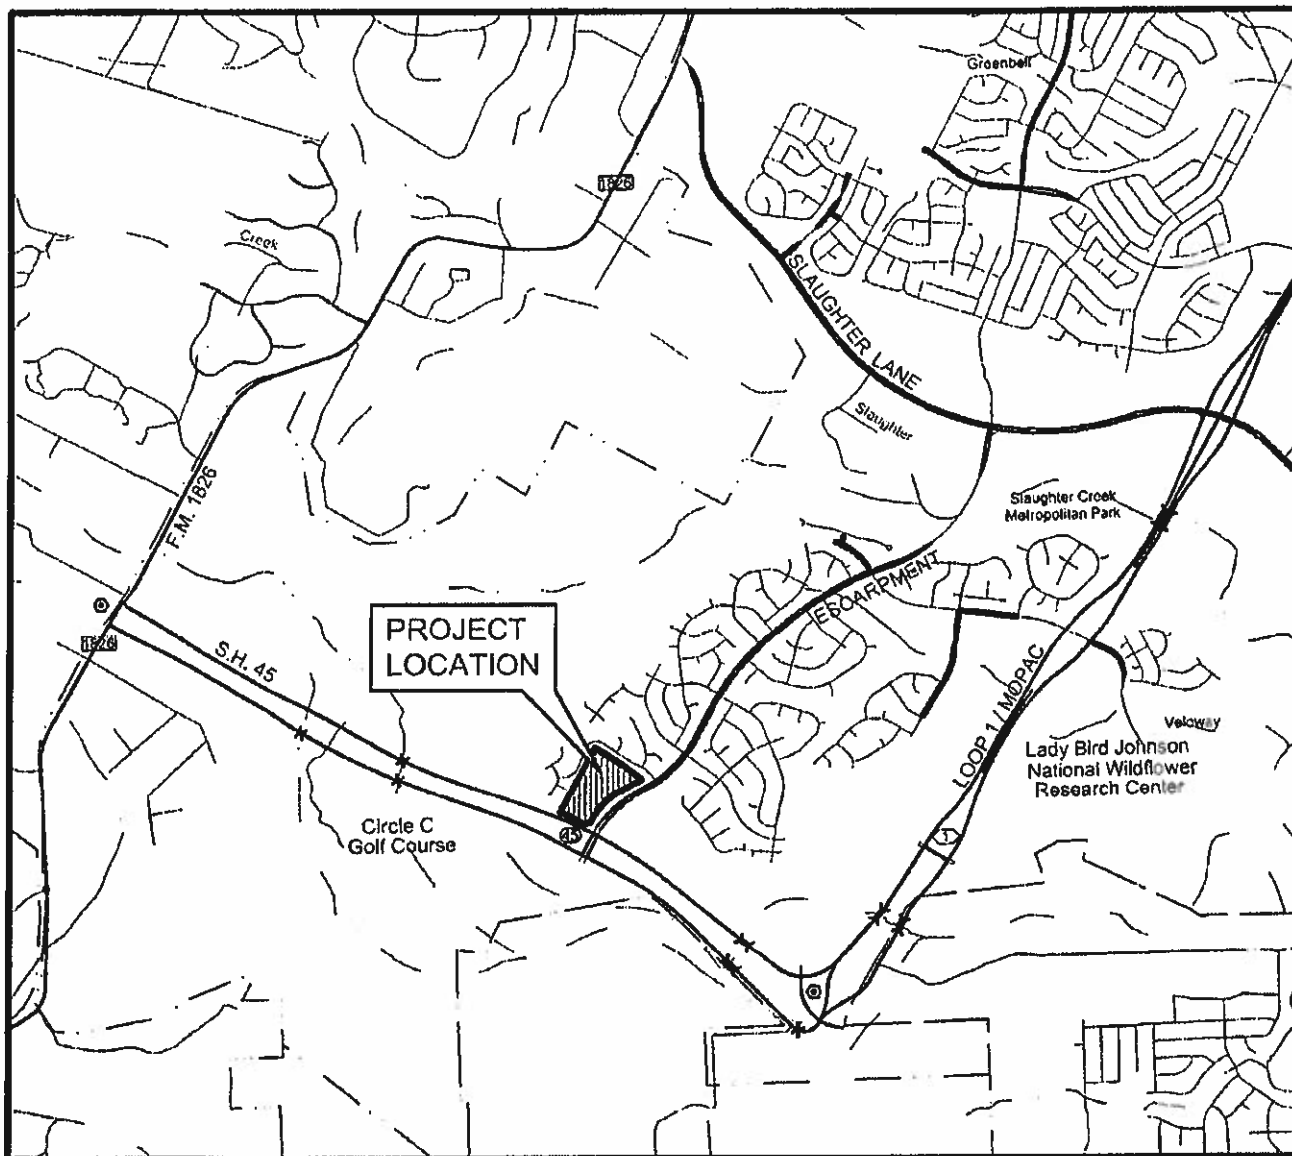 Greenbell
1826
Creek
SLAUGHTER LANE
Slaughter
F.M. 1826
Slaughter Creek
Metropolitan Park
ESCARPMENT
1826
S.H. 45
PROJECT
LOCATION
LOOP 1 / MOPAC
Veloway
Lady Bird Johnson
National Wildflower
Research Center
Circle C
Golf Course
45
1